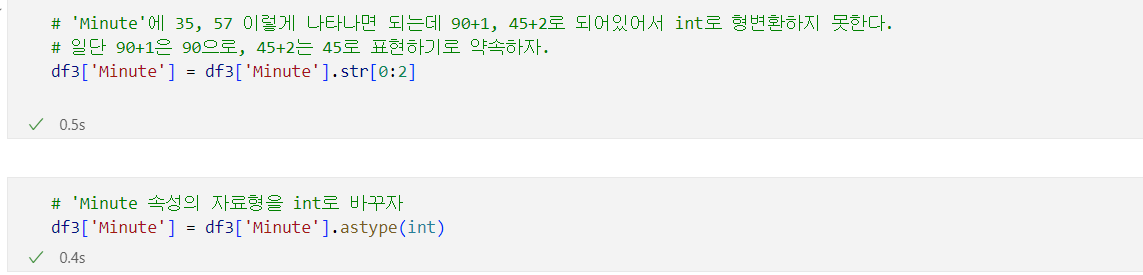 # 'Minute'에 35, 57 이렇게 나타나면 되는데 90+1, 45+2로 되어있어서 int로 형변환하지 못한다.
# 일단 90+1은 90으로, 45+2는 45로 표현하기로 약속하자.
df3['Minute'] = df3['Minute'].str[0:2]
0.5s
# 'Minute 속성의 자료형을 int로 바꾸자
df3['Minute'] = df3['Minute'].astype(int)
0.4s